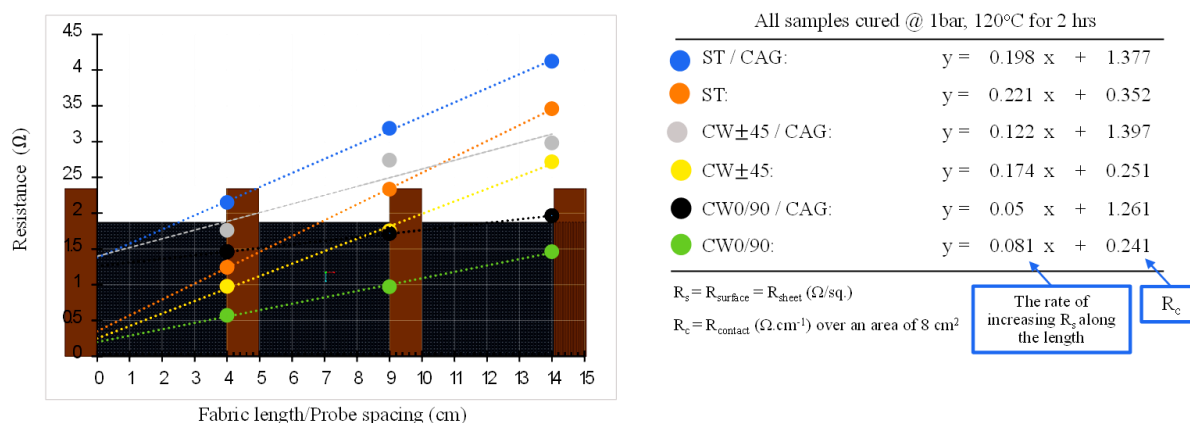 4.5
4
3.5
3
2.5
2
1.5
1
0.5
0
0 1 2 3 4 5 6 7 8 9 10 11 12 13 14 15
Resistance (Ω)
Fabric length/Probe spacing (cm)
All samples cured @ 1bar, 120°C for 2 hrs
ST / CAG: y = 0.198 x + 1.377
ST: y = 0.221 x + 0.352
CW±45 / CAG: y = 0.122 x + 1.397
CW±45: y = 0.174 x + 0.251
CW0/90 / CAG: y = 0.05 x + 1.261
CW0/90: y = 0.081 x + 0.241
Rs = Rsurface = Rsheet (Ω/sq.)
Rc = Rcontact (Ω.cm⁻¹) over an area of 8 cm²
The rate of
increasing Rs along
the length
Rc